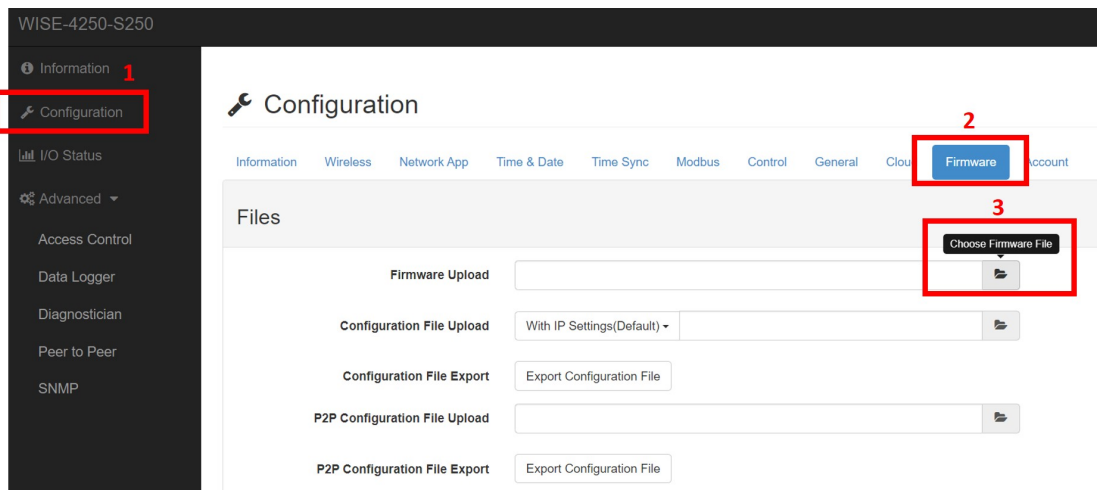 WISE-4250-S250
Information
1
Configuration
I/O Status
Advanced
Access Control
Data Logger
Diagnostician
Peer to Peer
SNMP
Configuration
2
Information Wireless Network App Time & Date Time Sync Modbus Control General Clou Firmware Account
Files
3
Choose Firmware File
Firmware Upload
Configuration File Upload With IP Settings(Default)
Configuration File Export Export Configuration File
P2P Configuration File Upload
P2P Configuration File Export Export Configuration File